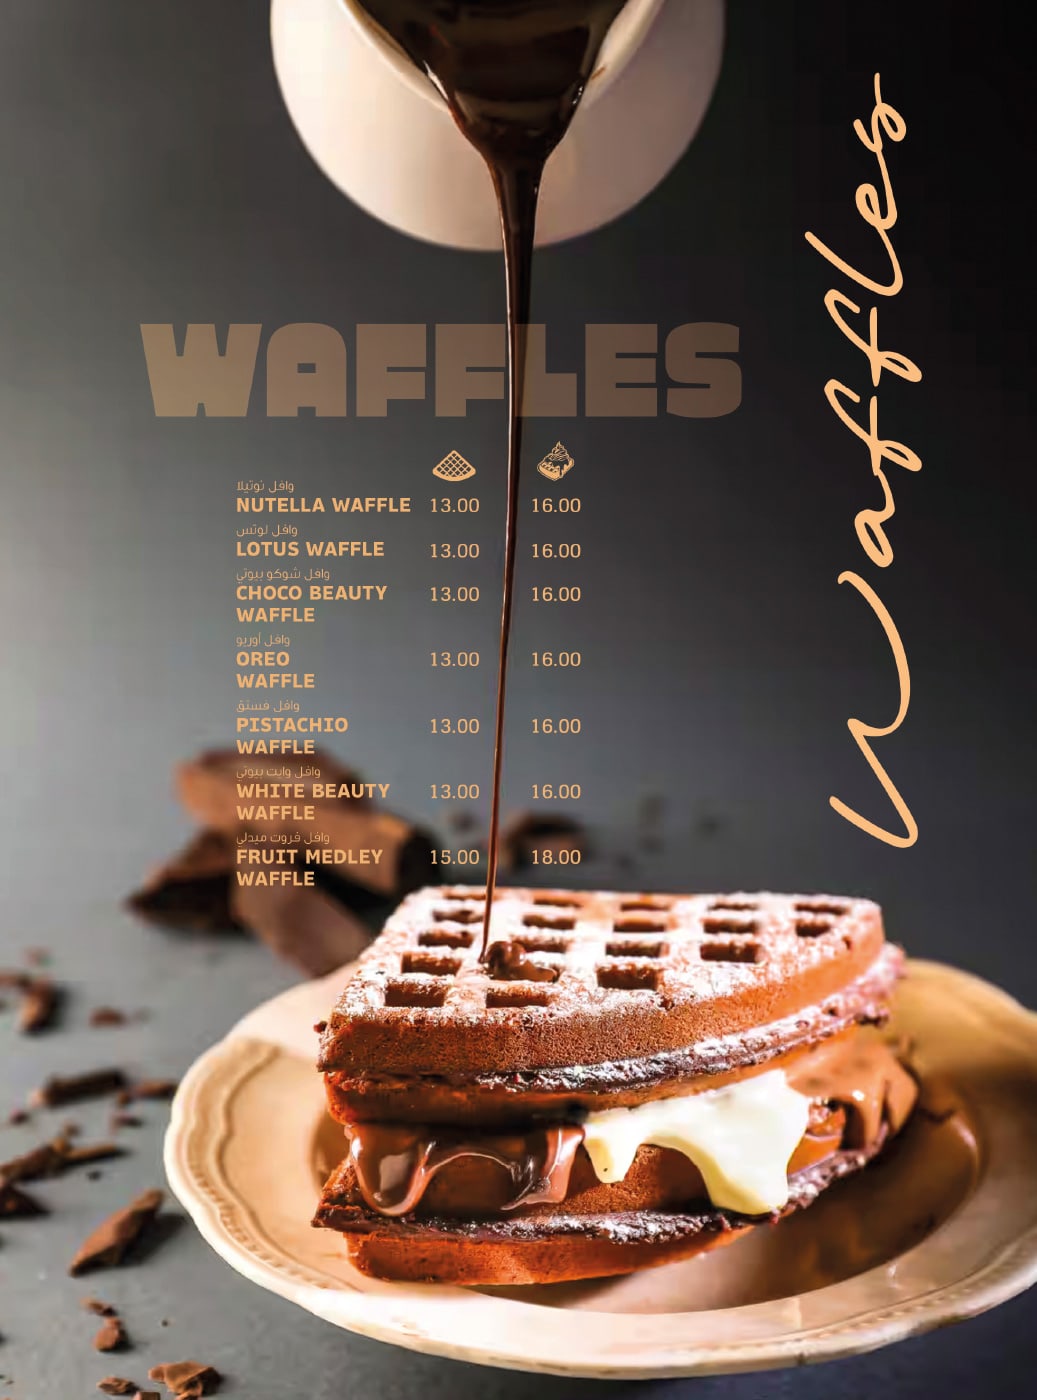 WAFFLES
Waffles
وافل نوتيلا
NUTELLA WAFFLE 13.00 16.00
وافل لوتس
LOTUS WAFFLE 13.00 16.00
وافل شوكو بيوتي
CHOCO BEAUTY 13.00 16.00
WAFFLE
وافل أوريو
OREO 13.00 16.00
WAFFLE
وافل فستق
PISTACHIO 13.00 16.00
WAFFLE
وافل وايت بيوتي
WHITE BEAUTY 13.00 16.00
WAFFLE
وافل فروت ميدلي
FRUIT MEDLEY 15.00 18.00
WAFFLE